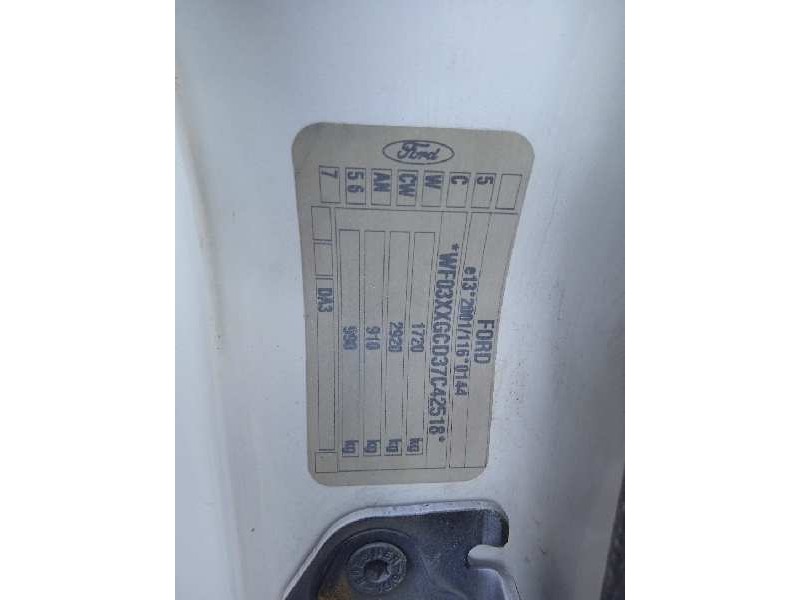 Ford
FORD
e13*2001/116*0144
*WF03XXGCD37C42518*
1720 kg
2920 kg
910 kg
990 kg
DA3
5
C
W
CW
AN
5 6
7